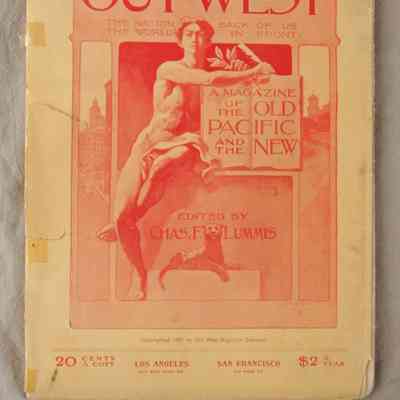 OUT WEST
THE NATION BACK OF US
THE WORLD IN FRONT
A MAGAZINE
OF THE OLD
PACIFIC
AND THE NEW
EDITED BY
CHAS. F. LUMMIS
20 CENTS A COPY LOS ANGELES SAN FRANCISCO $2 A YEAR